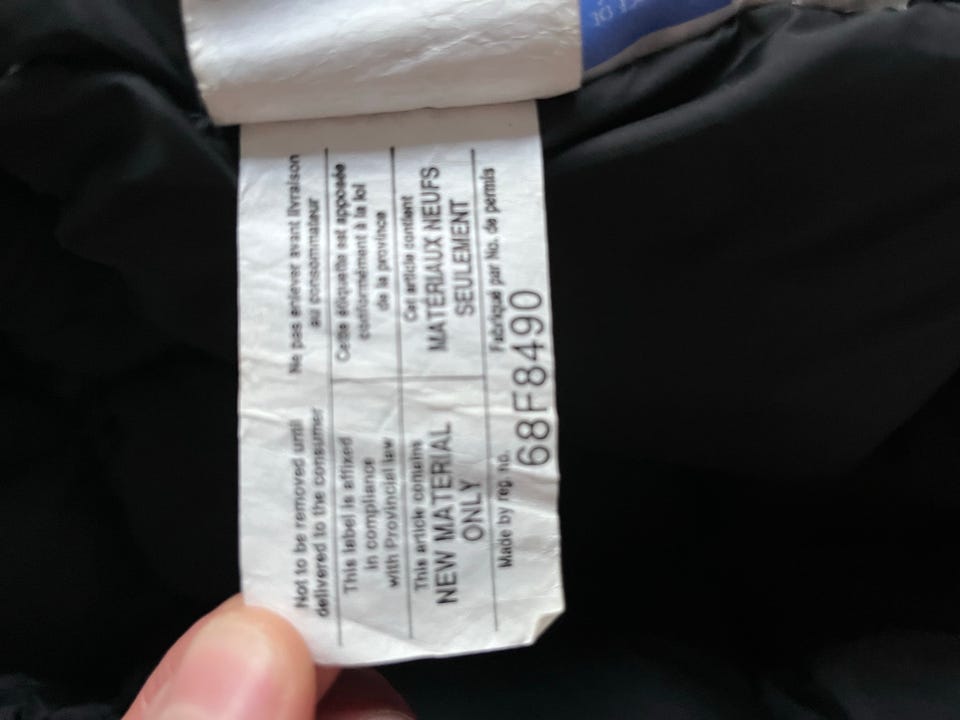 Not to be removed until
delivered to the consumer
Ne pas enlever avant livraison
au consommateur
This label is affixed
in compliance
with Provincial law
Cette étiquette est apposée
conformément à la loi
de la province
This article contains
NEW MATERIAL
ONLY
Cet article contient
MATÉRIAUX NEUFS
SEULEMENT
Made by reg. no.
Fabriqué par No. de permis
68F8490